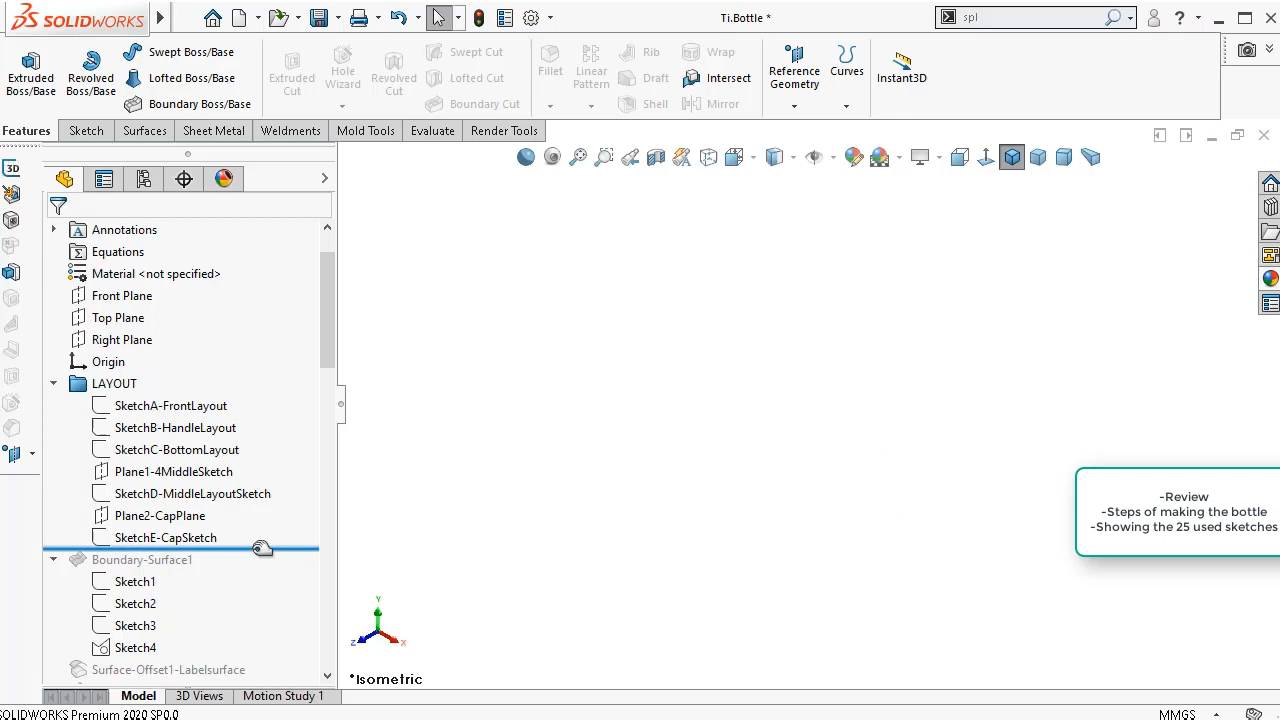 SOLIDWORKS
Ti.Bottle *
spl
Extruded Boss/Base
Revolved Boss/Base
Swept Boss/Base
Lofted Boss/Base
Boundary Boss/Base
Extruded Cut
Hole Wizard
Revolved Cut
Swept Cut
Lofted Cut
Boundary Cut
Fillet
Linear Pattern
Rib
Draft
Shell
Wrap
Intersect
Mirror
Reference Geometry
Curves
Instant3D
Features
Sketch
Surfaces
Sheet Metal
Weldments
Mold Tools
Evaluate
Render Tools
3D
Annotations
Equations
Material <not specified>
Front Plane
Top Plane
Right Plane
Origin
LAYOUT
SketchA-FrontLayout
SketchB-HandleLayout
SketchC-BottomLayout
Plane1-4MiddleSketch
SketchD-MiddleLayoutSketch
Plane2-CapPlane
SketchE-CapSketch
Boundary-Surface1
Sketch1
Sketch2
Sketch3
Sketch4
Surface-Offset1-Labelsurface
-Review
-Steps of making the bottle
-Showing the 25 used sketches
Y
Z
X
*Isometric
Model
3D Views
Motion Study 1
SOLIDWORKS Premium 2020 SP0.0
MMGS